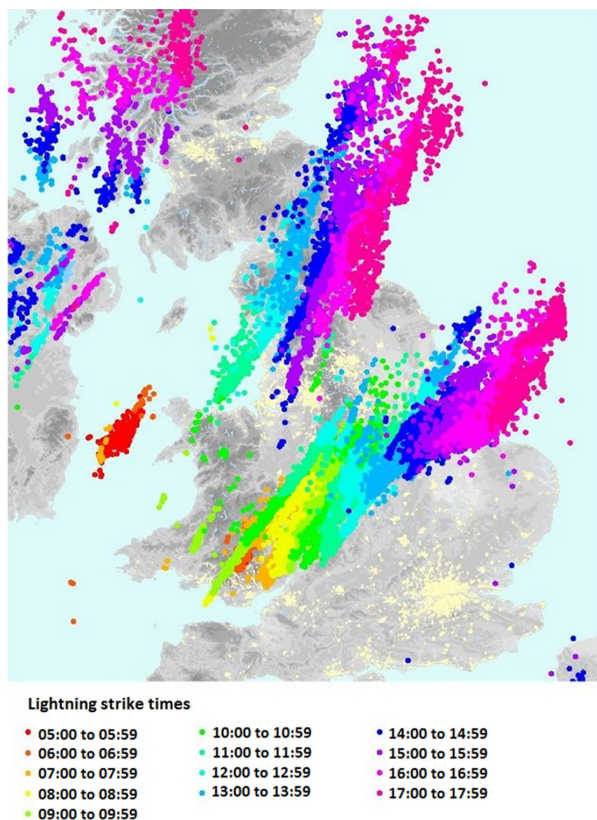 Lightning strike times
05:00 to 05:59
06:00 to 06:59
07:00 to 07:59
08:00 to 08:59
09:00 to 09:59
10:00 to 10:59
11:00 to 11:59
12:00 to 12:59
13:00 to 13:59
14:00 to 14:59
15:00 to 15:59
16:00 to 16:59
17:00 to 17:59